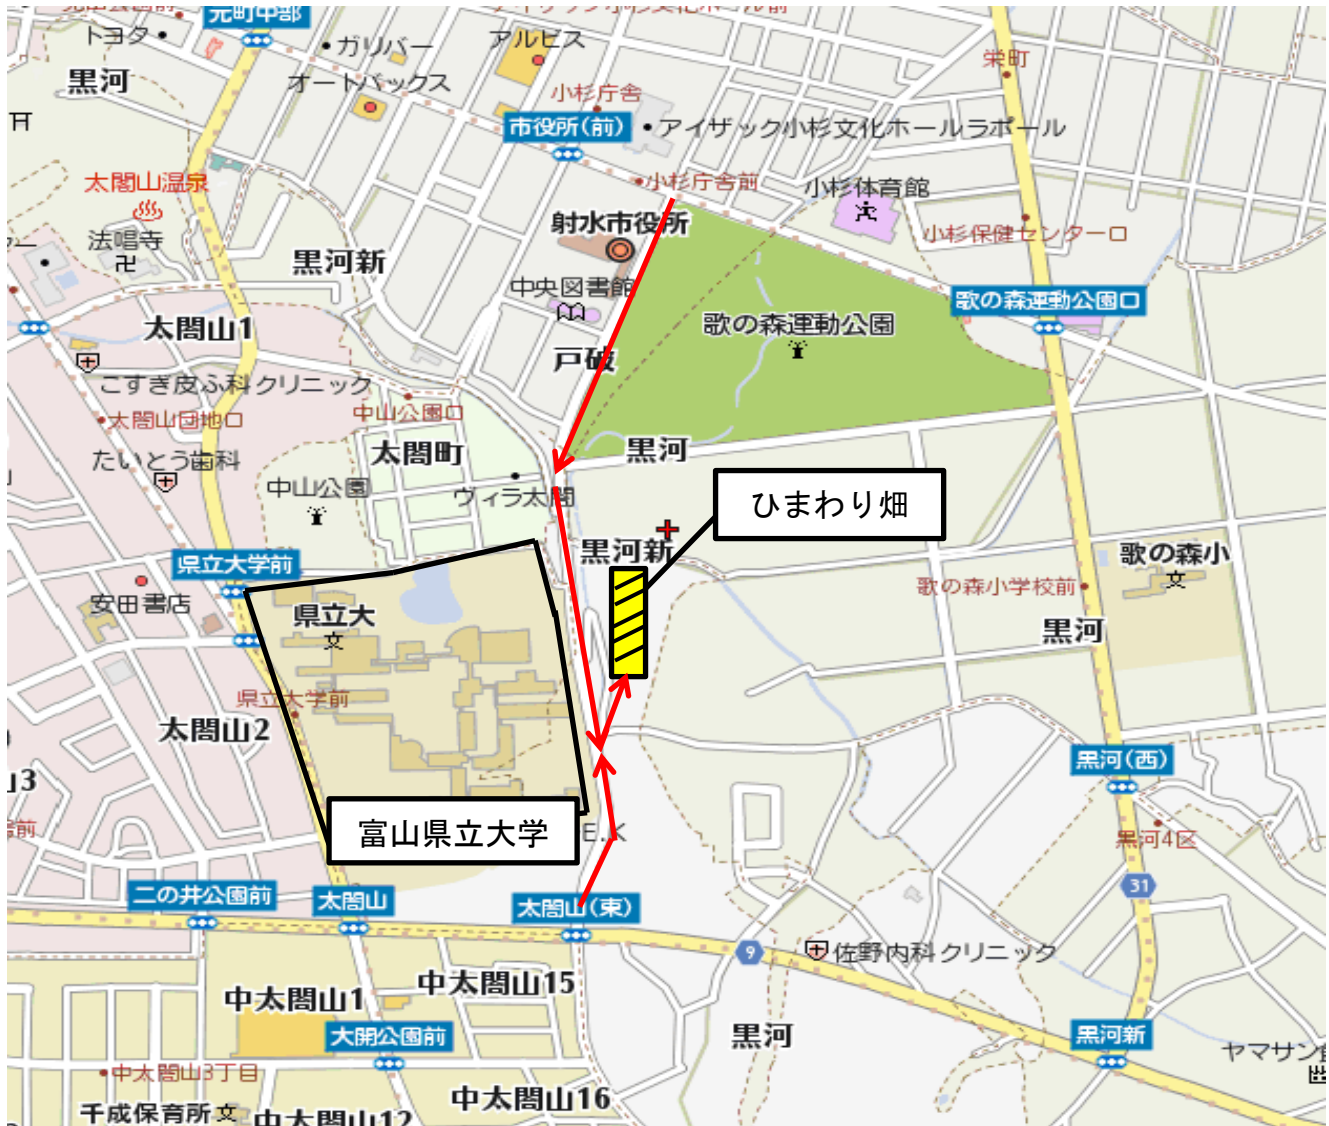 元町中部
トヨタ
ガリバー
アルビス
栄町
黒河
オートバックス
小杉庁舎
市役所(前)
アイザック小杉文化ホールラポール
太閤山温泉
小杉庁舎前
小杉体育館
射水市役所
小杉保健センター口
法唱寺
黒河新
中央図書館
歌の森運動公園口
太閤山1
歌の森運動公園
戸破
こすぎ皮ふ科クリニック
中山公園口
太閤山団地口
太閤町
黒河
たいとう歯科
中山公園
ヴィラ太閤
ひまわり畑
黒河新
県立大学前
歌の森小
安田書店
県立大
歌の森小学校前
黒河
県立大学前
太閤山2
黒河(西)
山3
富山県立大学
E.K
黒河4区
31
二の井公園前
太閤山
太閤山(東)
9
佐野内科クリニック
中太閤山15
中太閤山1
大開公園前
黒河
黒河新
ヤマサン
中太閤山3丁目
中太閤山16
千成保育所
中太閤山12